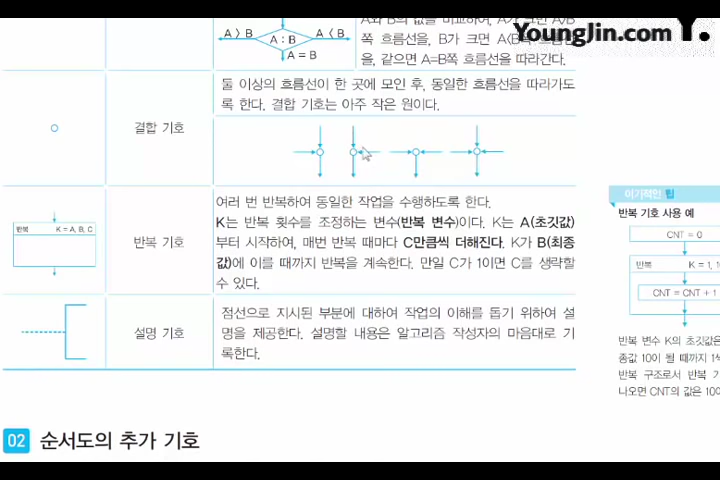 YoungJin.com Y.
A와 B의 값을 비교하여, A가 크면 A〉B
A 〉 B A : B A 〈 B
쪽 흐름선을, B가 크면 A〈B쪽
A = B
을, 같으면 A=B쪽 흐름선을 따라간다.
결합 기호
둘 이상의 흐름선이 한 곳에 모인 후, 동일한 흐름선을 따라가도
록 한다. 결합 기호는 아주 작은 원이다.
반복 K = A, B, C
반복 기호
여러 번 반복하여 동일한 작업을 수행하도록 한다.
K는 반복 횟수를 조정하는 변수(반복 변수)이다. K는 A(초깃값)
부터 시작하여, 매번 반복 때마다 C만큼씩 더해진다. K가 B(최종
값)에 이를 때까지 반복을 계속한다. 만일 C가 1이면 C를 생략할
수 있다.
설명 기호
점선으로 지시된 부분에 대하여 작업의 이해를 돕기 위하여 설
명을 제공한다. 설명할 내용은 알고리즘 작성자의 마음대로 기
록한다.
이기적인 팁
반복 기호 사용 예
CNT = 0
반복 K = 1, 10
CNT = CNT + 1
반복 변수 K의 초깃값은
종값 10이 될 때까지 1씩
반복 구조로서 반복 기
나오면 CNT의 값은 10이
02 순서도의 추가 기호